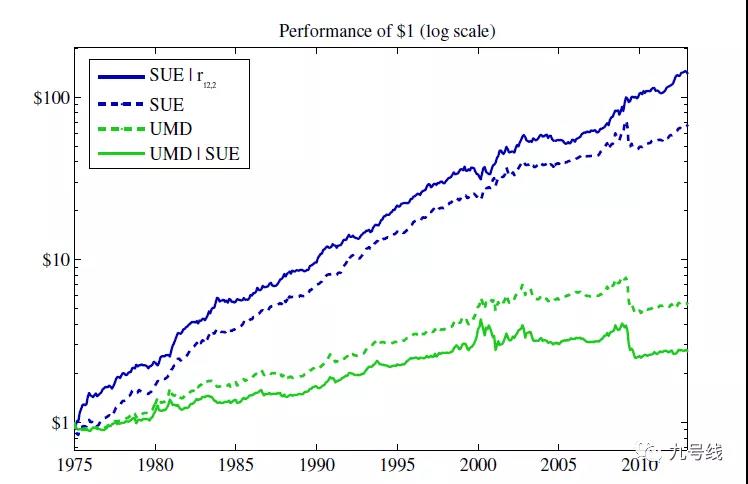 Performance of $1 (log scale)
SUE | r12,2
SUE
UMD
UMD | SUE
$100
$10
$1
1975 1980 1985 1990 1995 2000 2005 2010
九号线